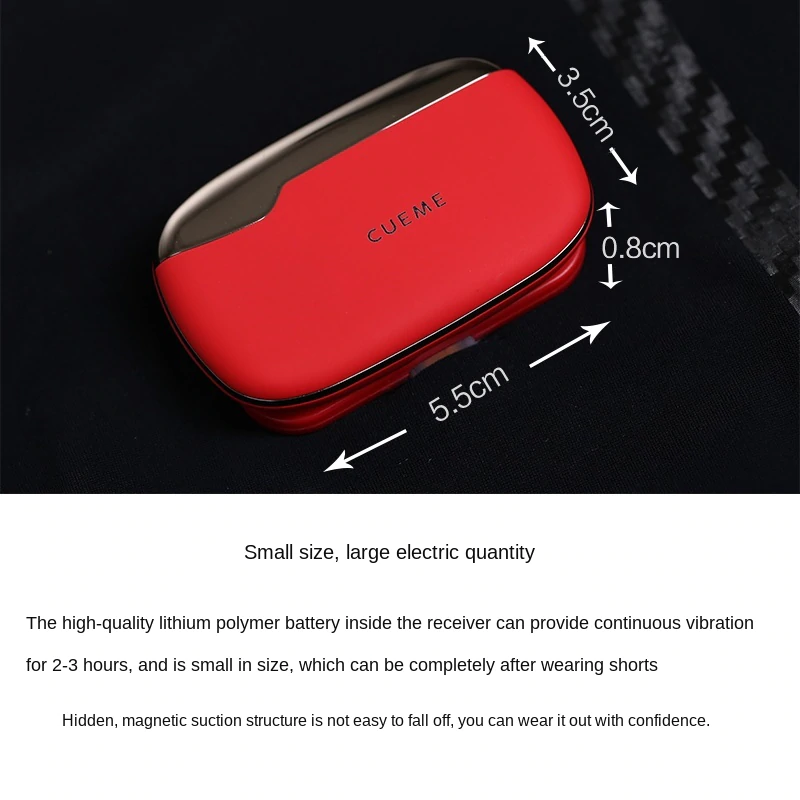 3.5cm
CUEME
0.8cm
5.5cm
Small size, large electric quantity
The high-quality lithium polymer battery inside the receiver can provide continuous vibration
for 2-3 hours, and is small in size, which can be completely after wearing shorts
Hidden, magnetic suction structure is not easy to fall off, you can wear it out with confidence.